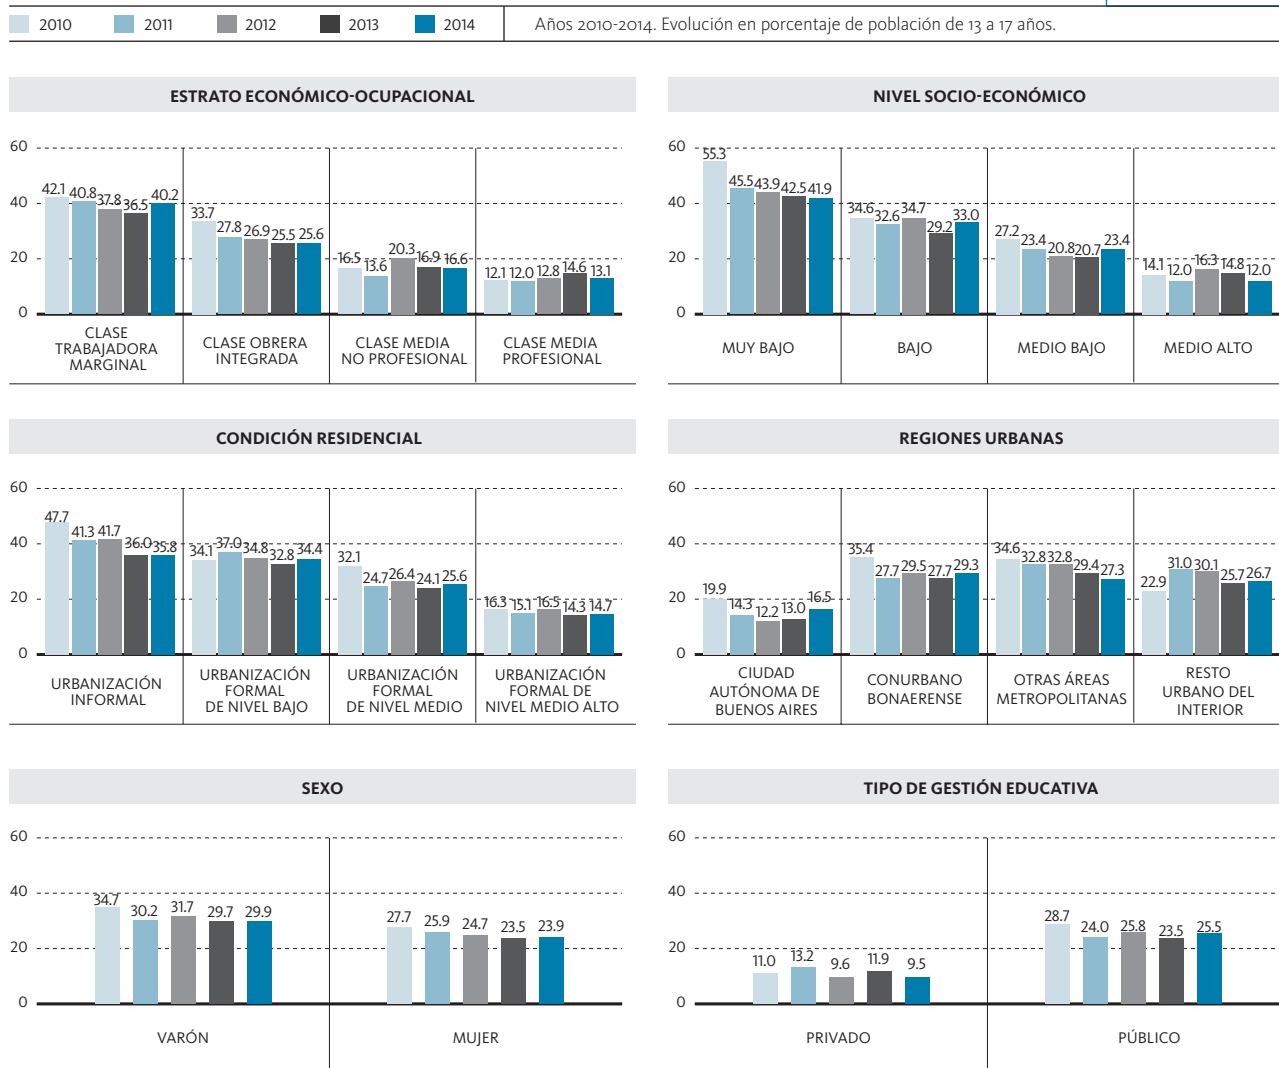 2010 2011 2012 2013 2014 Años 2010-2014. Evolución en porcentaje de población de 13 a 17 años.
ESTRATO ECONÓMICO-OCUPACIONAL
60
40
20
0
42.1 40.8 37.8 36.5 40.2
33.7 27.8 26.9 25.5 25.6
16.5 13.6 20.3 16.9 16.6
12.1 12.0 12.8 14.6 13.1
CLASE
TRABAJADORA
MARGINAL
CLASE OBRERA
INTEGRADA
CLASE MEDIA
NO PROFESIONAL
CLASE MEDIA
PROFESIONAL
NIVEL SOCIO-ECONÓMICO
60
40
20
0
55.3 45.5 43.9 42.5 41.9
34.6 32.6 34.7 29.2 33.0
27.2 23.4 20.8 20.7 23.4
14.1 12.0 16.3 14.8 12.0
MUY BAJO
BAJO
MEDIO BAJO
MEDIO ALTO
CONDICIÓN RESIDENCIAL
60
40
20
0
47.7 41.3 41.7 36.0 35.8
34.1 37.0 34.8 32.8 34.4
32.1 24.7 26.4 24.1 25.6
16.3 15.1 16.5 14.3 14.7
URBANIZACIÓN
INFORMAL
URBANIZACIÓN
FORMAL
DE NIVEL BAJO
URBANIZACIÓN
FORMAL
DE NIVEL MEDIO
URBANIZACIÓN
FORMAL DE
NIVEL MEDIO ALTO
REGIONES URBANAS
60
40
20
0
19.9 14.3 12.2 13.0 16.5
35.4 27.7 29.5 27.7 29.3
34.6 32.8 32.8 29.4 27.3
22.9 31.0 30.1 25.7 26.7
CIUDAD
AUTÓNOMA DE
BUENOS AIRES
CONURBANO
BONAERENSE
OTRAS ÁREAS
METROPOLITANAS
RESTO
URBANO DEL
INTERIOR
SEXO
60
40
20
0
34.7 30.2 31.7 29.7 29.9
27.7 25.9 24.7 23.5 23.9
VARÓN
MUJER
TIPO DE GESTIÓN EDUCATIVA
60
40
20
0
11.0 13.2 9.6 11.9 9.5
28.7 24.0 25.8 23.5 25.5
PRIVADO
PÚBLICO